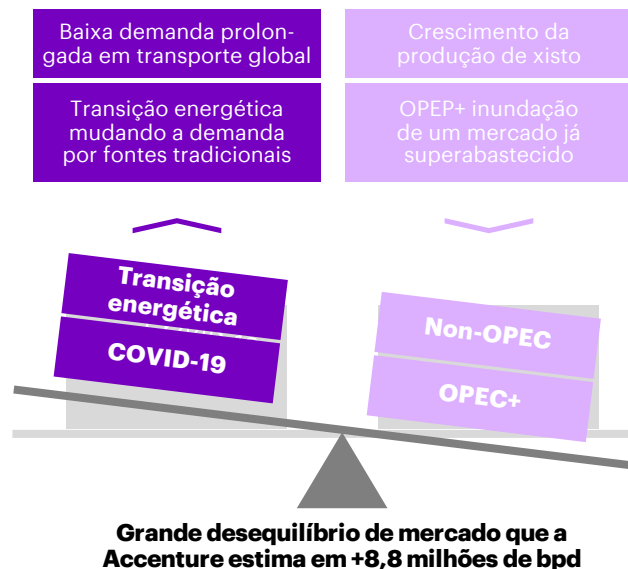 Baixa demanda prolon-
gada em transporte global
Crescimento da
produção de xisto
Transição energética
mudando a demanda
por fontes tradicionais
OPEP+ inundação
de um mercado já
superabastecido
Transição
energética
COVID-19
Non-OPEC
OPEC+
Grande desequilíbrio de mercado que a
Accenture estima em +8,8 milhões de bpd